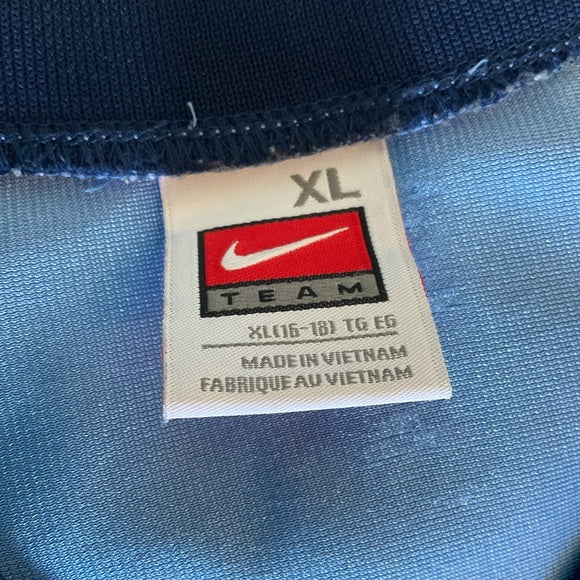 XL
TEAM
XL(16-18) TG EG
MADE IN VIETNAM
FABRIQUE AU VIETNAM